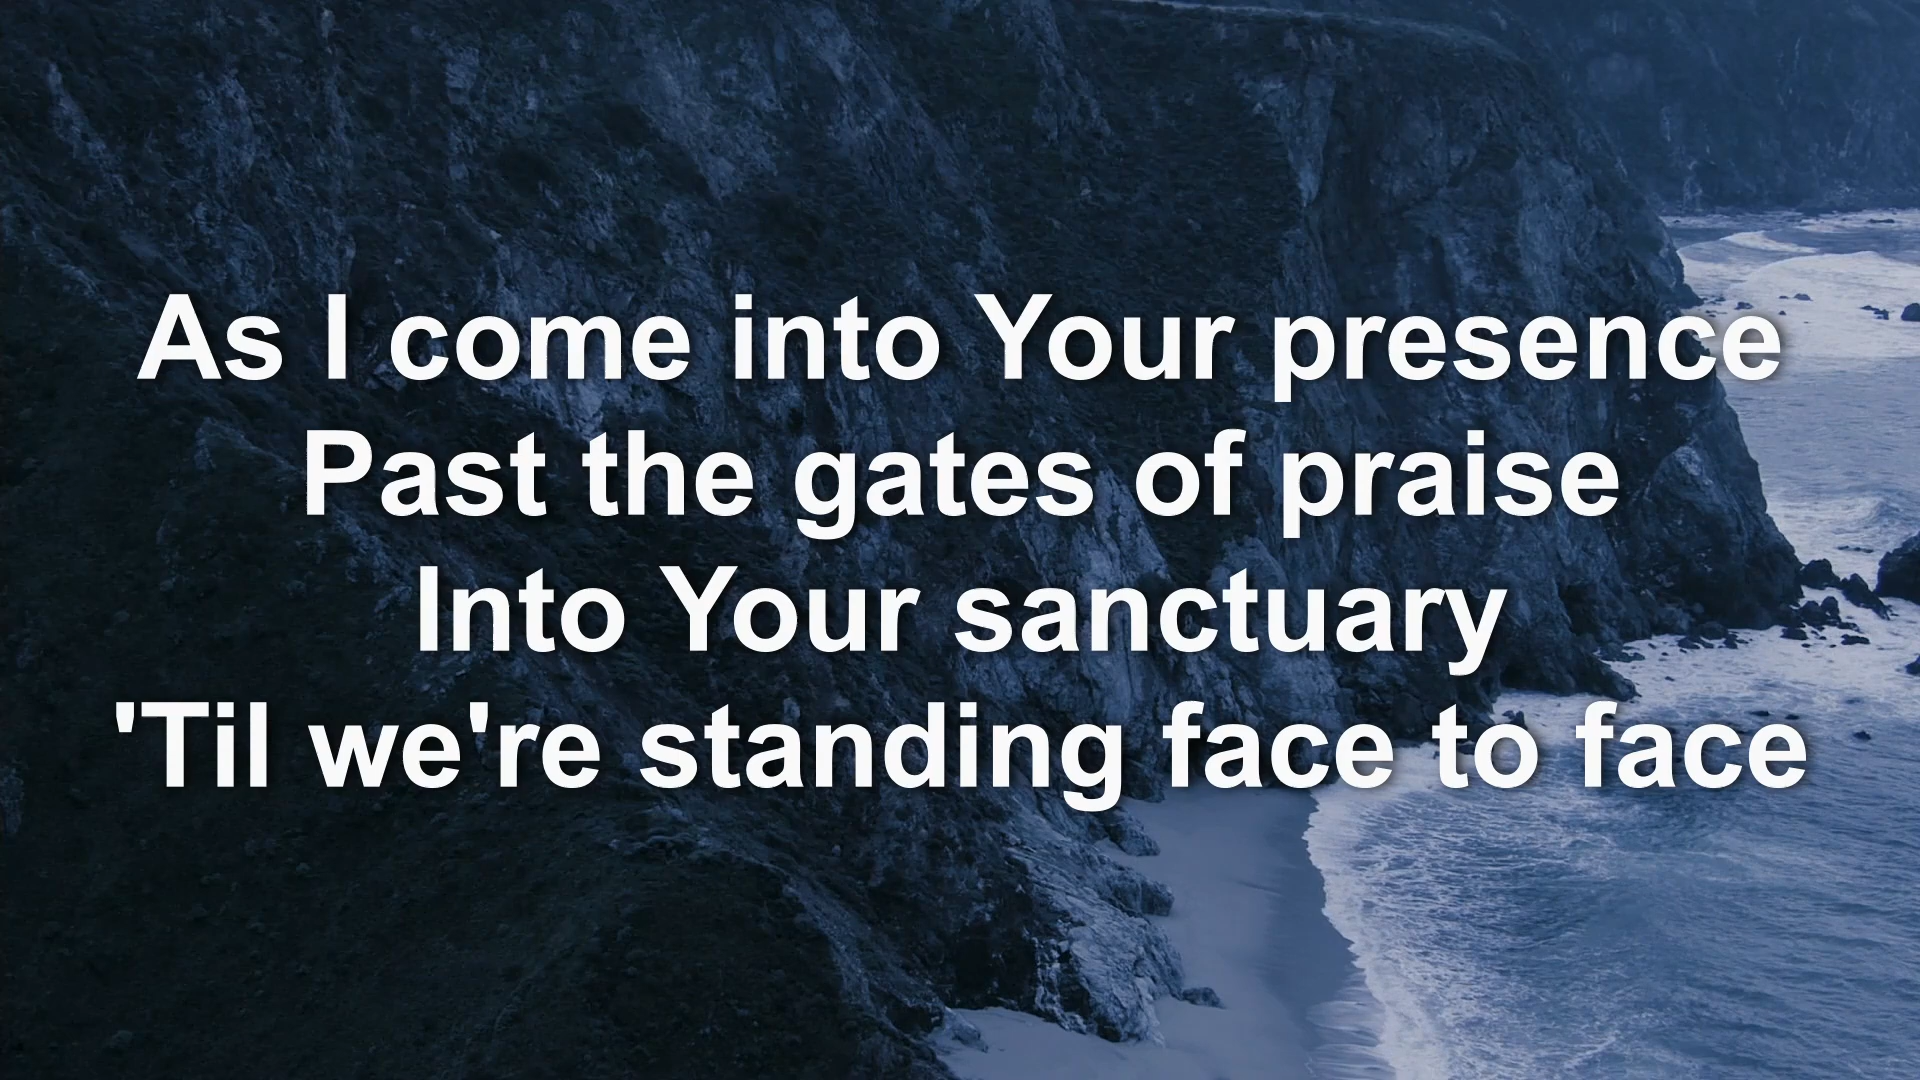 As I come into Your presence
Past the gates of praise
Into Your sanctuary
'Til we're standing face to face